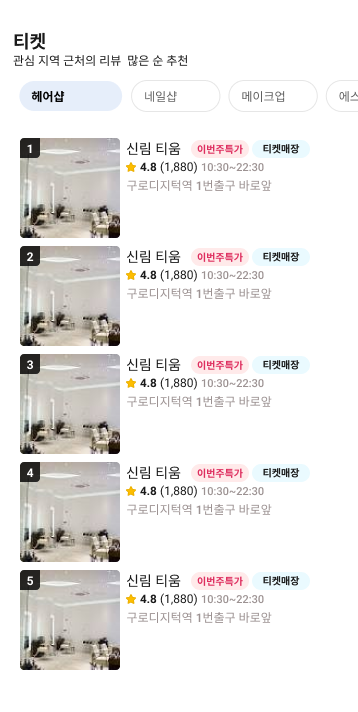 티켓
관심 지역 근처의 리뷰 많은 순 추천
헤어샵 네일샵 메이크업 에스
1 신림 티움 이번주특가 티켓매장
4.8 (1,880) 10:30~22:30
구로디지턱역 1번출구 바로앞
2 신림 티움 이번주특가 티켓매장
4.8 (1,880) 10:30~22:30
구로디지턱역 1번출구 바로앞
3 신림 티움 이번주특가 티켓매장
4.8 (1,880) 10:30~22:30
구로디지턱역 1번출구 바로앞
4 신림 티움 이번주특가 티켓매장
4.8 (1,880) 10:30~22:30
구로디지턱역 1번출구 바로앞
5 신림 티움 이번주특가 티켓매장
4.8 (1,880) 10:30~22:30
구로디지턱역 1번출구 바로앞